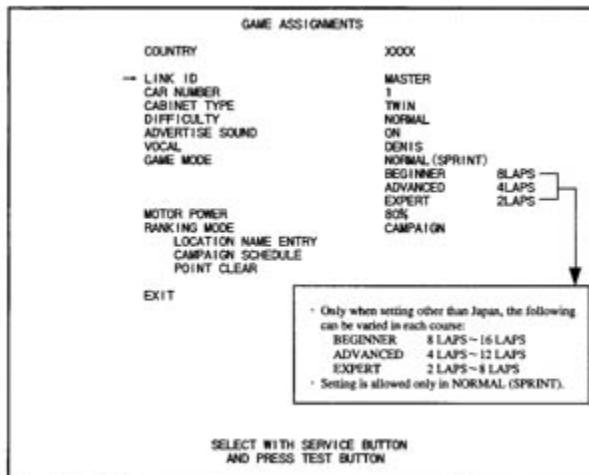 GAME ASSIGNMENTS
COUNTRY XXXX
→ LINK ID MASTER
CAR NUMBER 1
CABINET TYPE TWIN
DIFFICULTY NORMAL
ADVERTISE SOUND ON
VOCAL DENIS
GAME MODE NORMAL(SPRINT)
BEGINNER 8LAPS
ADVANCED 4LAPS
EXPERT 2LAPS
MOTOR POWER 80%
RANKING MODE CAMPAIGN
LOCATION NAME ENTRY
CAMPAIGN SCHEDULE
POINT CLEAR
EXIT
· Only when setting other than Japan, the following
can be varied in each course:
BEGINNER 8 LAPS~16 LAPS
ADVANCED 4 LAPS~12 LAPS
EXPERT 2 LAPS~8 LAPS
· Setting is allowed only in NORMAL (SPRINT).
SELECT WITH SERVICE BUTTON
AND PRESS TEST BUTTON